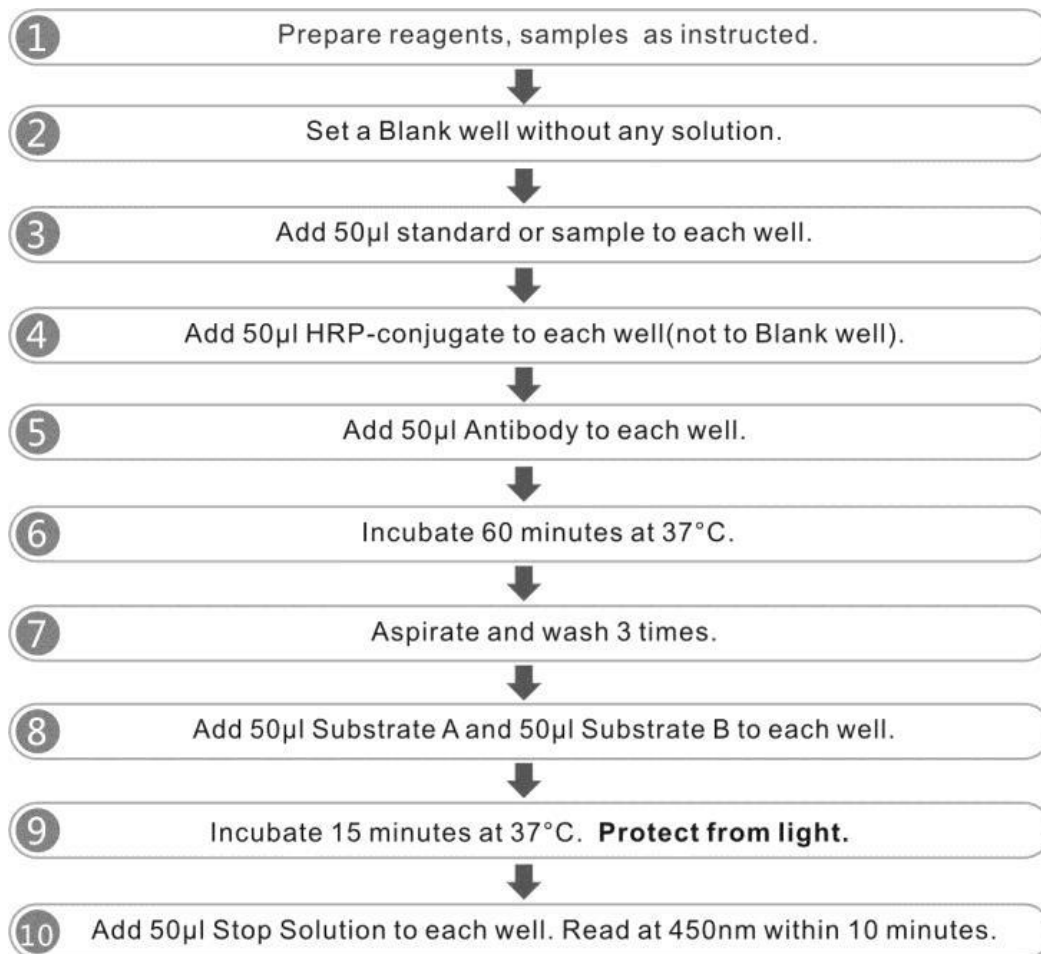 1 Prepare reagents, samples as instructed.
2 Set a Blank well without any solution.
3 Add 50μl standard or sample to each well.
4 Add 50μl HRP-conjugate to each well(not to Blank well).
5 Add 50μl Antibody to each well.
6 Incubate 60 minutes at 37°C.
7 Aspirate and wash 3 times.
8 Add 50μl Substrate A and 50μl Substrate B to each well.
9 Incubate 15 minutes at 37°C. Protect from light.
10 Add 50μl Stop Solution to each well. Read at 450nm within 10 minutes.